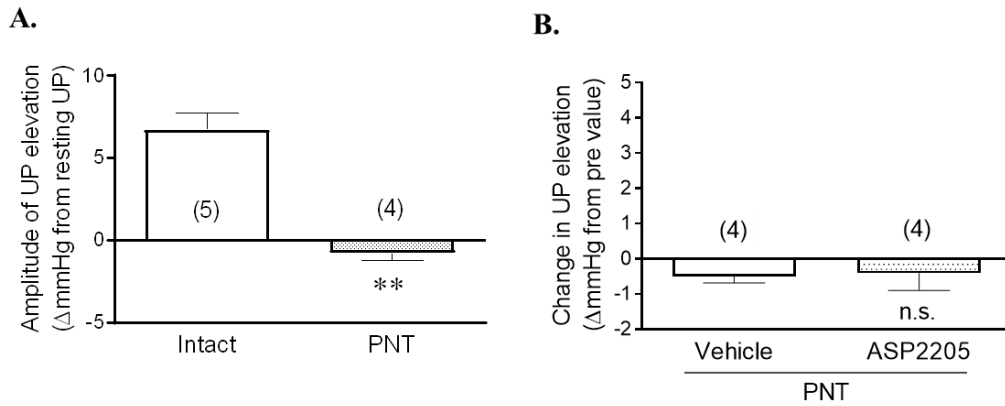 A.
Amplitude of UP elevation
(ΔmmHg from resting UP)
10
5
0
-5
(5)
(4)
**
Intact
PNT
B.
Change in UP elevation
(ΔmmHg from pre value)
5
4
3
2
1
0
-1
-2
(4)
(4)
n.s.
Vehicle
ASP2205
PNT